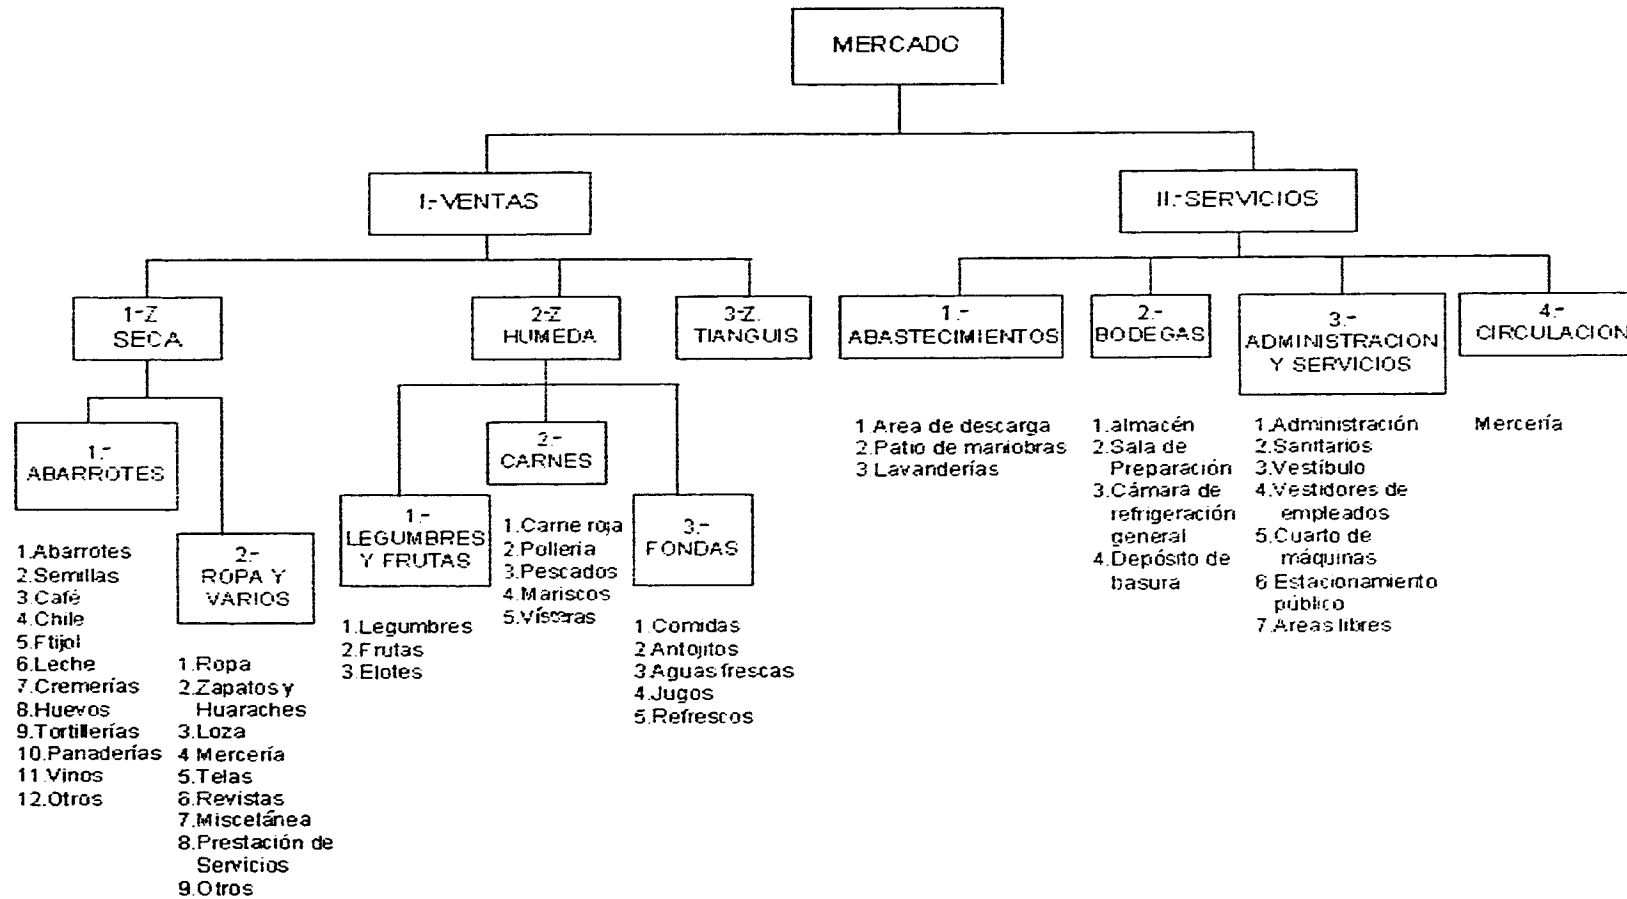 MERCADO
I.-VENTAS
II.-SERVICIOS
1-Z
SECA
2-Z
HUMEDA
3-Z.
TIANGUIS
1.-
ABASTECIMIENTOS
2.-
BODEGAS
3.-
ADMINISTRACION
Y SERVICIOS
4.-
CIRCULACION
1.-
ABARROTES
1.Abarrotes
2.Semillas
3.Café
4.Chile
5.Ftijol
6.Leche
7.Cremerías
8.Huevos
9.Tortillerías
10.Panaderías
11.Vinos
12.Otros
2.-
ROPA Y
VARIOS
1.Ropa
2.Zapatos y
Huaraches
3.Loza
4 Mercería
5.Telas
6.Revistas
7.Miscelánea
8.Prestación de
Servicios
9.Otros
1.-
LEGUMBRES
Y FRUTAS
1.Legumbres
2.Frutas
3.Elotes
2.-
CARNES
1.Carne roja
2.Polleria
3.Pescados
4.Mariscos
5.Vísteras
3.-
FONDAS
1.Comidas
2 Antojitos
3.Aguas frescas
4.Jugos
5.Refrescos
1 Area de descarga
2.Patio de maniobras
3 Lavanderías
1.almacén
2.Sala de
Preparación
3.Cámara de
refrigeración
general
4.Depósito de
basura
1.Administración
2.Sanitarios
3.Vestíbulo
4.Vestidores de
empleados
5.Cuarto de
máquinas
6 Estacionamiento
público
7.Areas libres
Mercería